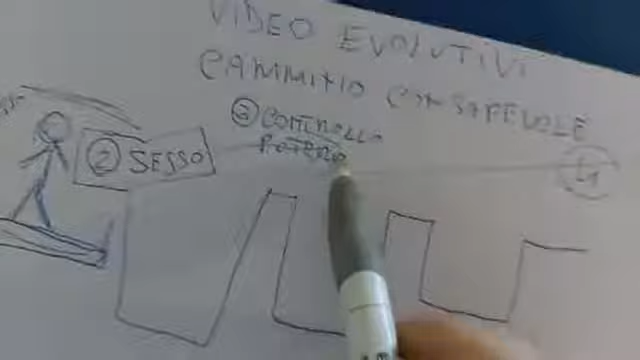 VIDEO EVOLUTIVI
CAMMINO CONSAPEVOLE
③ CONTROLLO
② SESSO